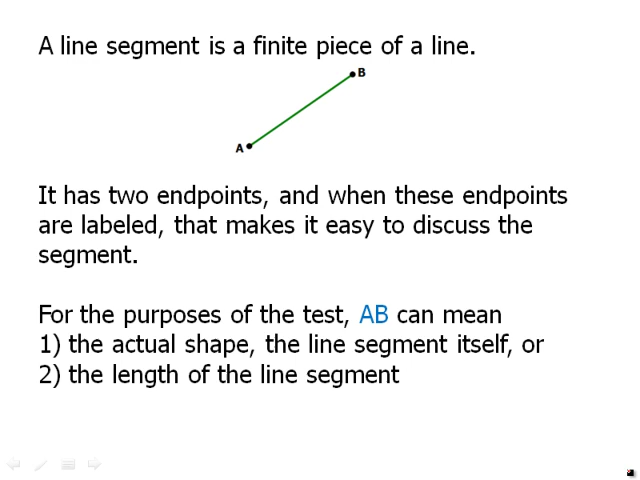 A line segment is a finite piece of a line.
B
A
It has two endpoints, and when these endpoints
are labeled, that makes it easy to discuss the
segment.
For the purposes of the test, AB can mean
1) the actual shape, the line segment itself, or
2) the length of the line segment